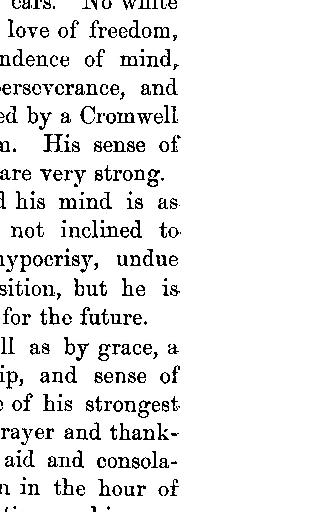 ears. No white
love of freedom,
ndence of mind,
perseverance, and
ed by a Cromwell
n. His sense of
are very strong.
d his mind is as
not inclined to
hypocrisy, undue
sition, but he is
for the future.
ll as by grace, a
ip, and sense of
e of his strongest
rayer and thank-
aid and consola-
n in the hour of